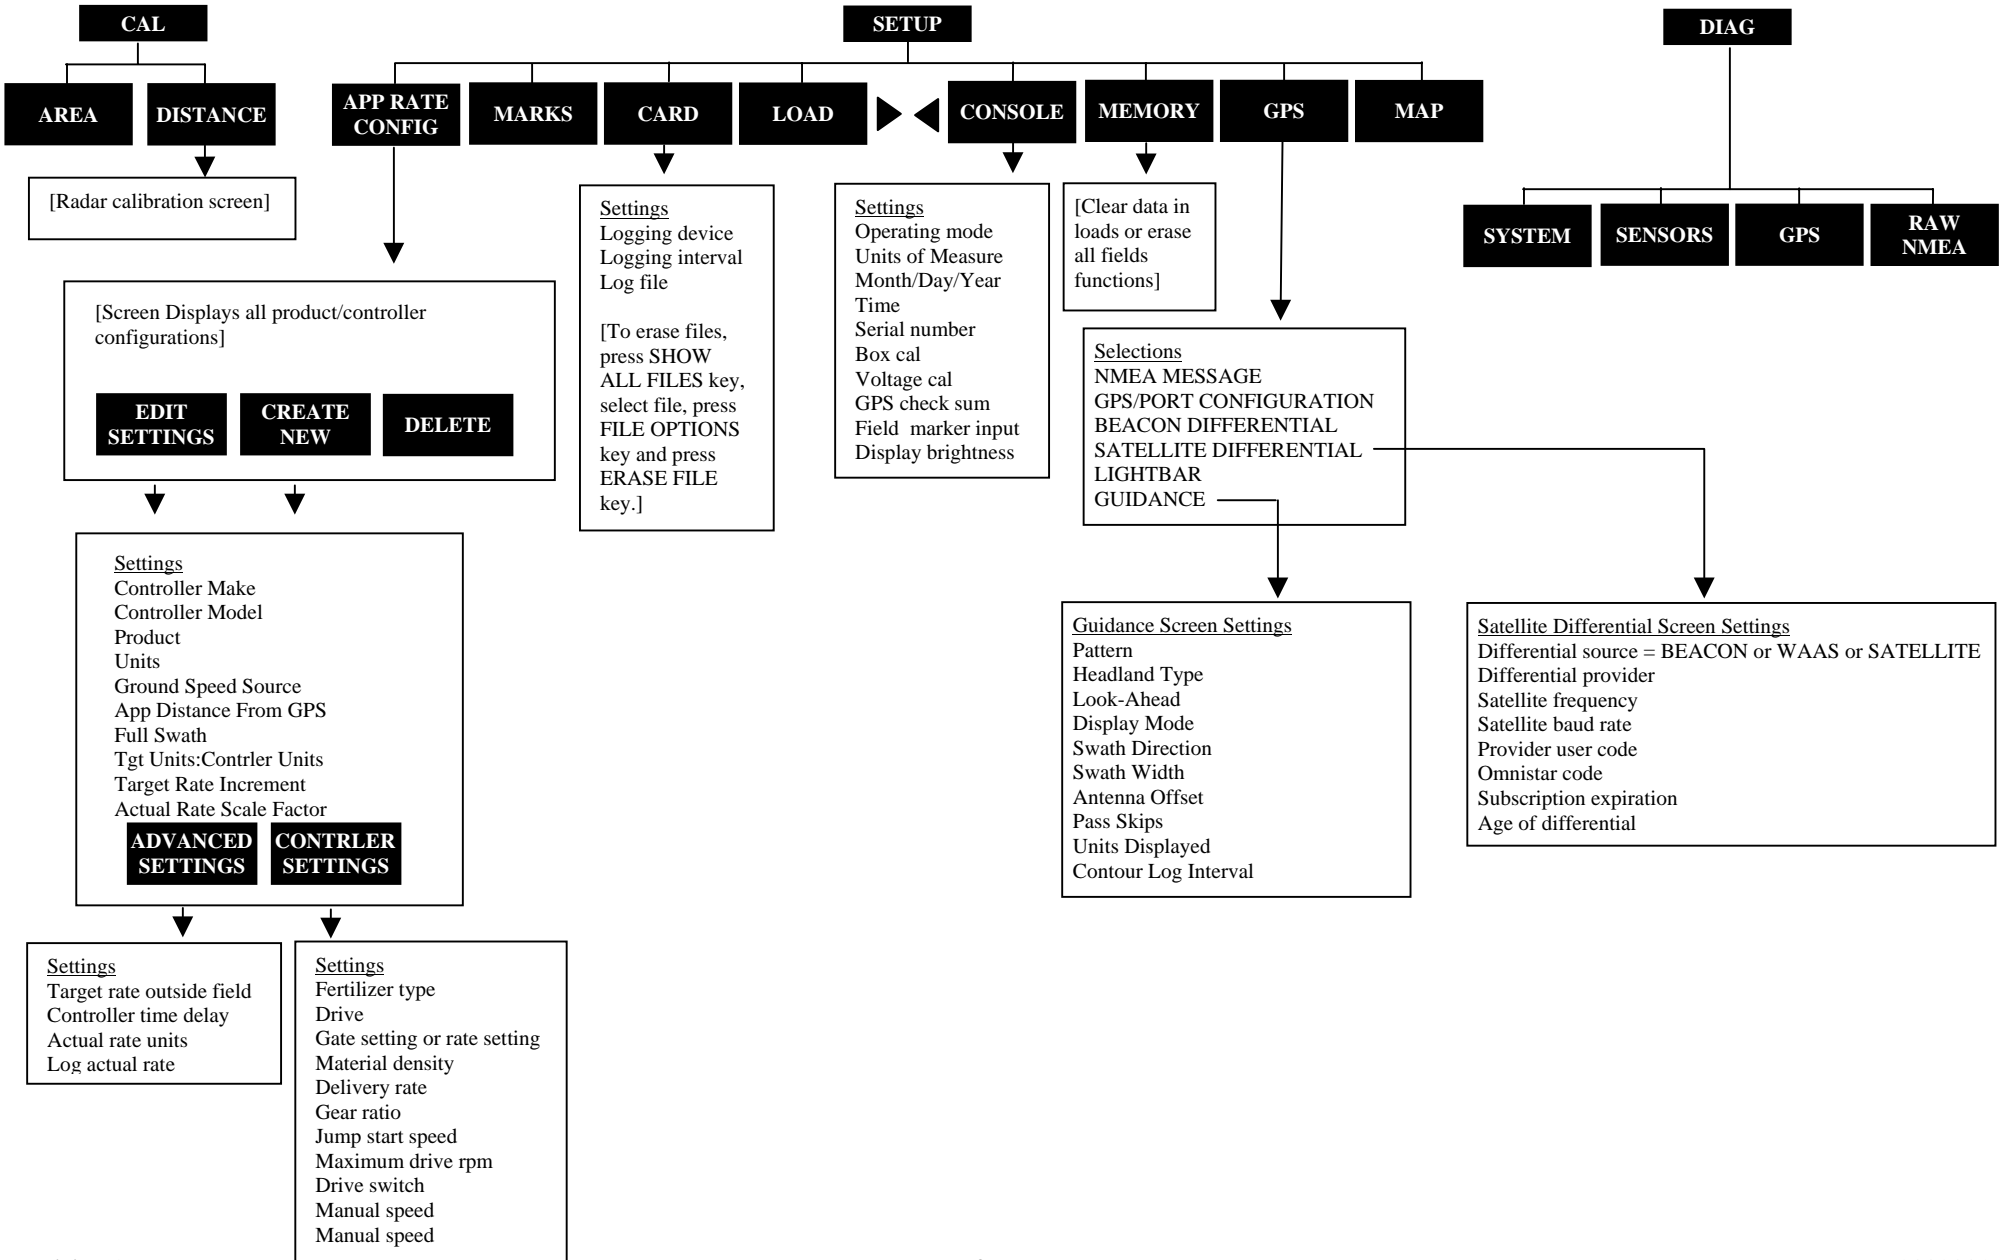 CAL
SETUP
DIAG
AREA
DISTANCE
APP RATE
CONFIG
MARKS
CARD
LOAD
CONSOLE
MEMORY
GPS
MAP
[Radar calibration screen]
SYSTEM
SENSORS
GPS
RAW
NMEA
[Screen Displays all product/controller
configurations]
EDIT
SETTINGS
CREATE
NEW
DELETE
Settings
Logging device
Logging interval
Log file
[To erase files,
press SHOW
ALL FILES key,
select file, press
FILE OPTIONS
key and press
ERASE FILE
key.]
Settings
Operating mode
Units of Measure
Month/Day/Year
Time
Serial number
Box cal
Voltage cal
GPS check sum
Field  marker input
Display brightness
[Clear data in
loads or erase
all fields
functions]
Selections
NMEA MESSAGE
GPS/PORT CONFIGURATION
BEACON DIFFERENTIAL
SATELLITE DIFFERENTIAL
LIGHTBAR
GUIDANCE
Settings
Controller Make
Controller Model
Product
Units
Ground Speed Source
App Distance From GPS
Full Swath
Tgt Units:Contrler Units
Target Rate Increment
Actual Rate Scale Factor
ADVANCED
SETTINGS
CONTRLER
SETTINGS
Guidance Screen Settings
Pattern
Headland Type
Look-Ahead
Display Mode
Swath Direction
Swath Width
Antenna Offset
Pass Skips
Units Displayed
Contour Log Interval
Satellite Differential Screen Settings
Differential source = BEACON or WAAS or SATELLITE
Differential provider
Satellite frequency
Satellite baud rate
Provider user code
Omnistar code
Subscription expiration
Age of differential
Settings
Target rate outside field
Controller time delay
Actual rate units
Log actual rate
Settings
Fertilizer type
Drive
Gate setting or rate setting
Material density
Delivery rate
Gear ratio
Jump start speed
Maximum drive rpm
Drive switch
Manual speed
Manual speed